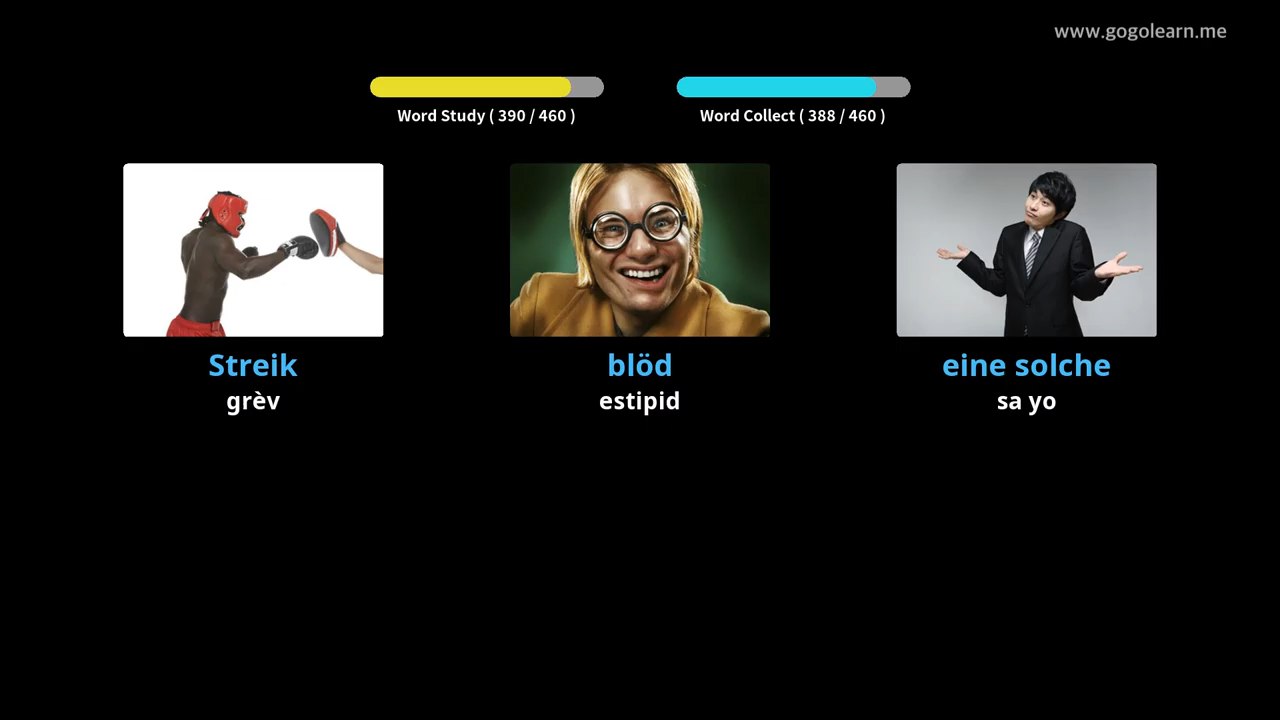 www.gogolearn.me
Word Study ( 390 / 460 )
Word Collect ( 388 / 460 )
Streik
grèv
blöd
estipid
eine solche
sa yo